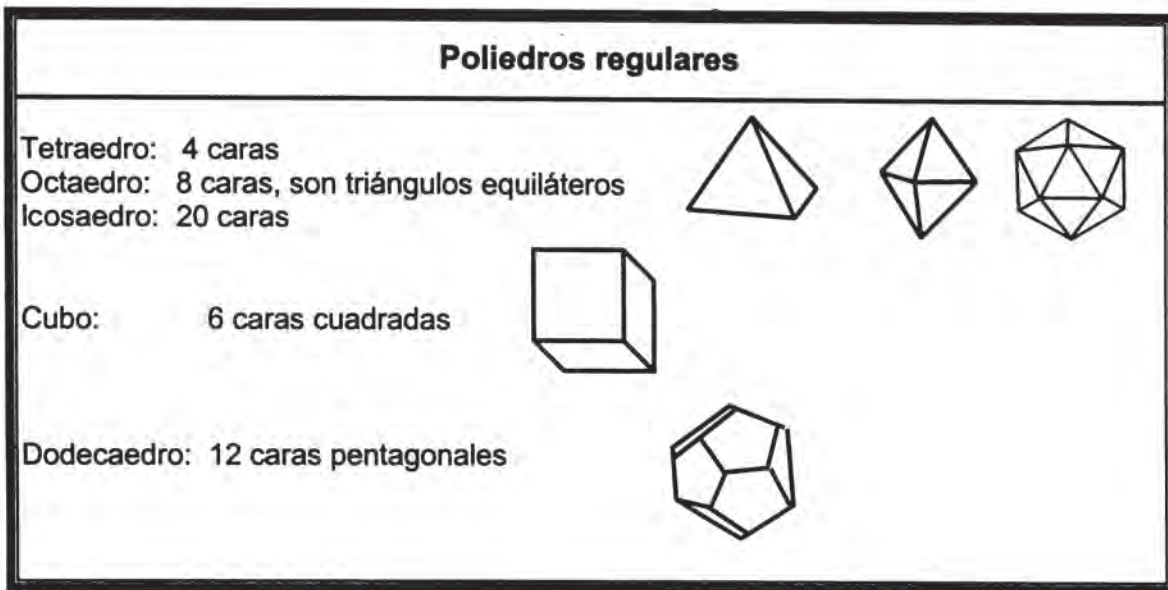 Poliedros regulares
Tetraedro: 4 caras
Octaedro: 8 caras, son triángulos equiláteros
Icosaedro: 20 caras
Cubo: 6 caras cuadradas
Dodecaedro: 12 caras pentagonales